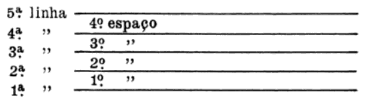 5ª linha
4º espaço
4ª „
3º „
3ª „
2º „
2ª „
1º „
1ª „